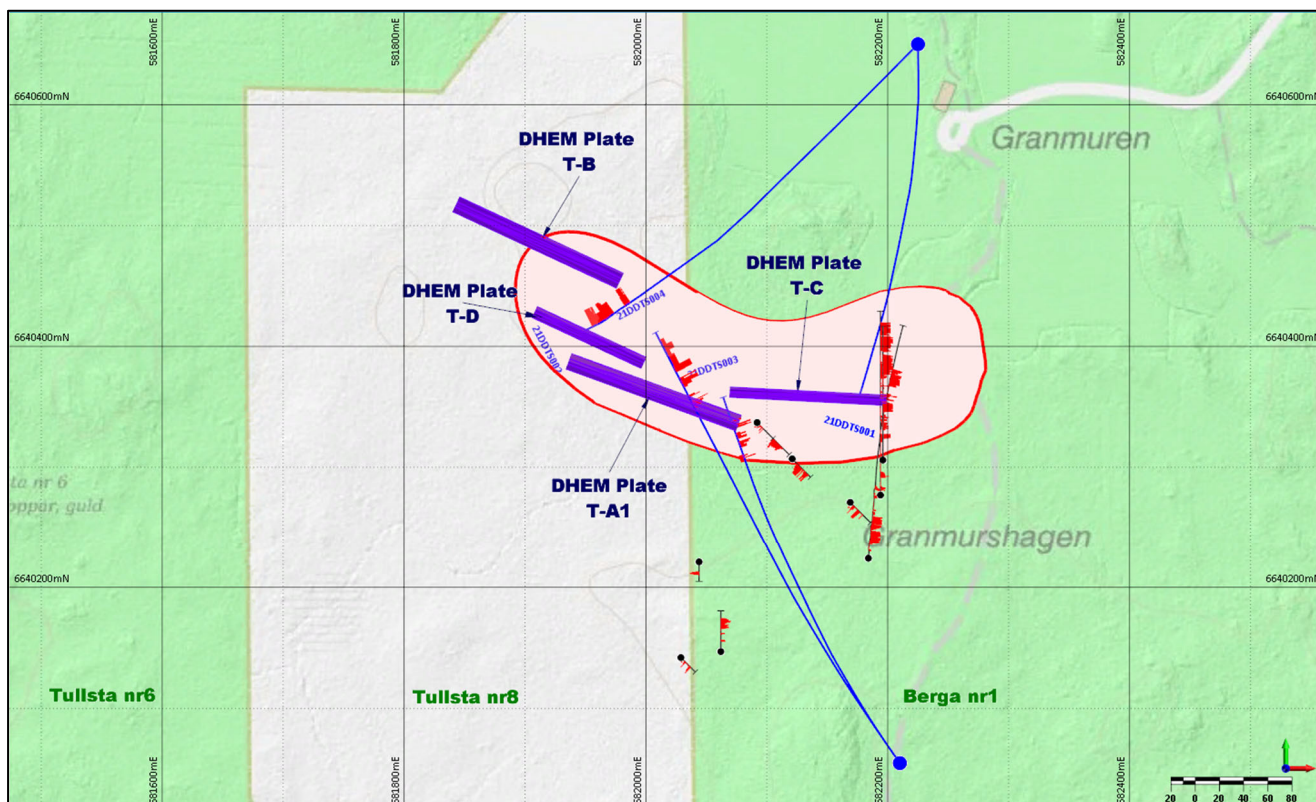 581600mE
581800mE
582000mE
582200mE
582400mE
6640600mN
6640600mN
Granmuren
DHEM Plate
T-B
DHEM Plate
T-C
DHEM Plate
T-D
21DDTS004
21DDTS002
21DDTS003
6640400mN
6640400mN
21DDTS001
DHEM Plate
T-A1
ta nr 6
oppar, guld
Granmurshagen
6640200mN
6640200mN
Tullsta nr6
Tullsta nr8
Berga nr1
581600mE
581800mE
582000mE
582200mE
582400mE
20 0 20 40 60 80